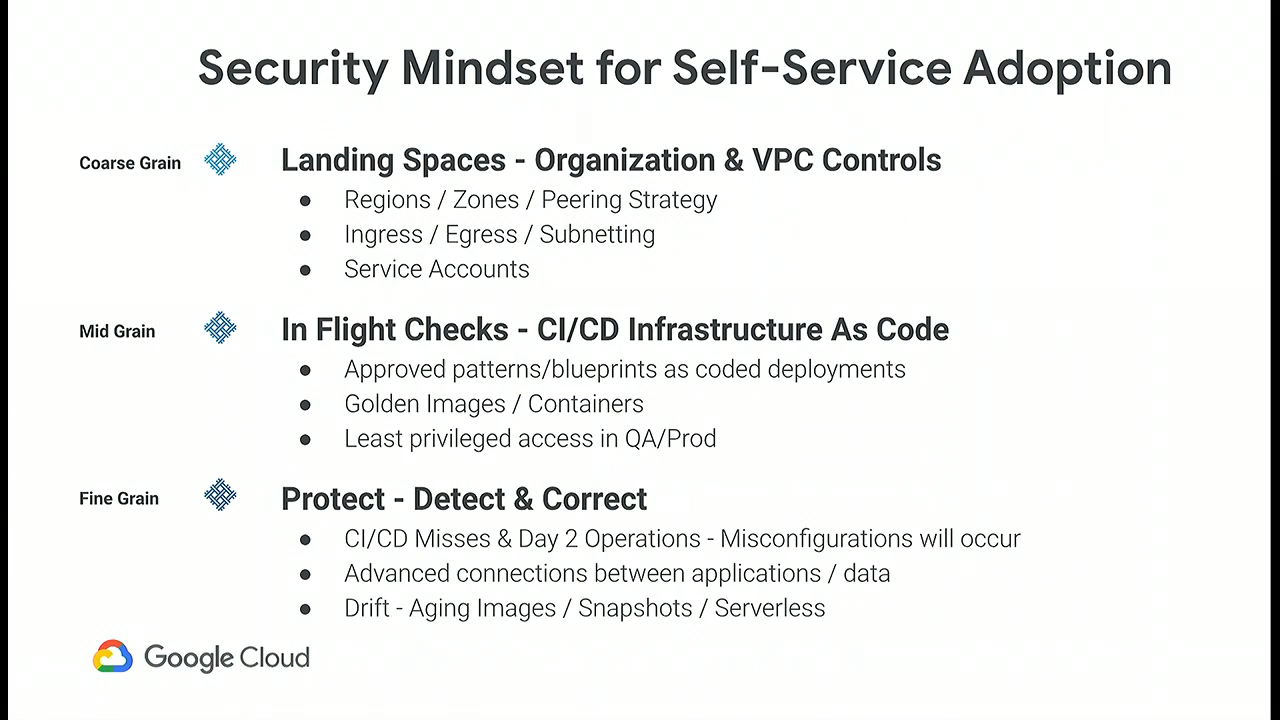 Security Mindset for Self-Service Adoption
Coarse Grain
Landing Spaces - Organization & VPC Controls
● Regions / Zones / Peering Strategy
● Ingress / Egress / Subnetting
● Service Accounts
Mid Grain
In Flight Checks - CI/CD Infrastructure As Code
● Approved patterns/blueprints as coded deployments
● Golden Images / Containers
● Least privileged access in QA/Prod
Fine Grain
Protect - Detect & Correct
● CI/CD Misses & Day 2 Operations - Misconfigurations will occur
● Advanced connections between applications / data
● Drift - Aging Images / Snapshots / Serverless
Google Cloud